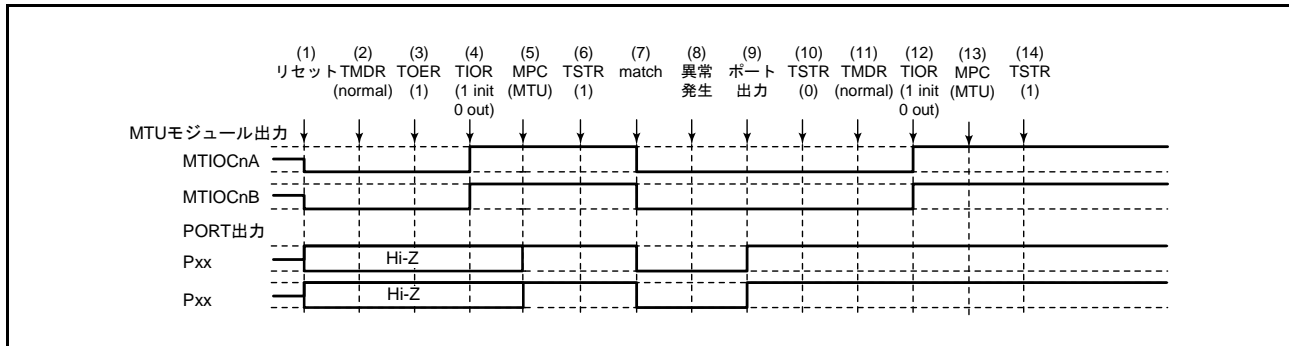 (1) (2) (3) (4) (5) (6) (7) (8) (9) (10) (11) (12) (13) (14)
リセット TMDR TOER TIOR MPC TSTR match 異常 ポート TSTR TMDR TIOR MPC TSTR
(normal) (1) (1 init (MTU) (1) 発生 出力 (0) (normal) (1 init (MTU) (1)
0 out) 0 out)
MTUモジュール出力
MTIOCnA
MTIOCnB
PORT出力
Pxx Hi-Z
Pxx Hi-Z